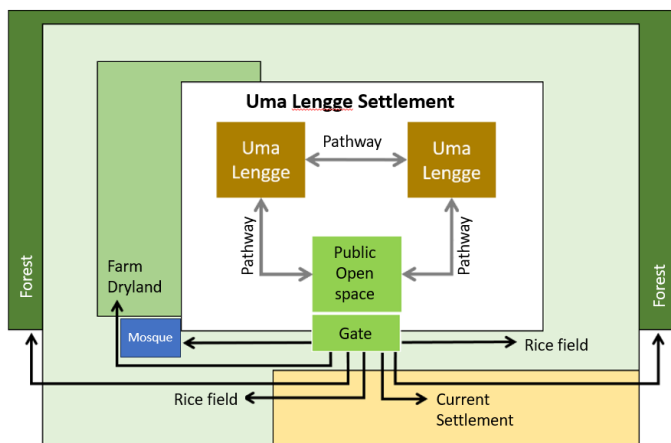 Uma Lengge Settlement
Uma
Lengge
Pathway
Uma
Lengge
Pathway
Pathway
Public
Open
space
Farm
Dryland
Forest
Forest
Mosque
Gate
Rice field
Rice field
Current
Settlement